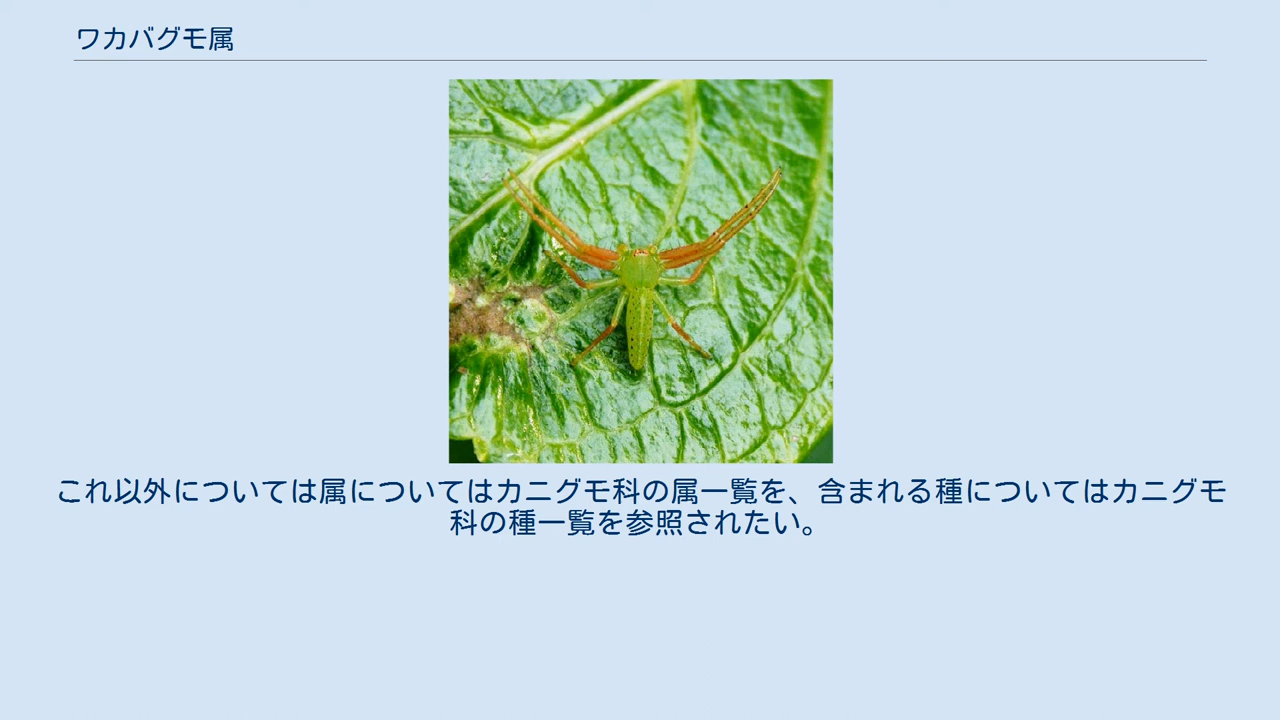 ワカバグモ属
これ以外については属についてはカニグモ科の属一覧を、含まれる種についてはカニグモ
科の種一覧を参照されたい。